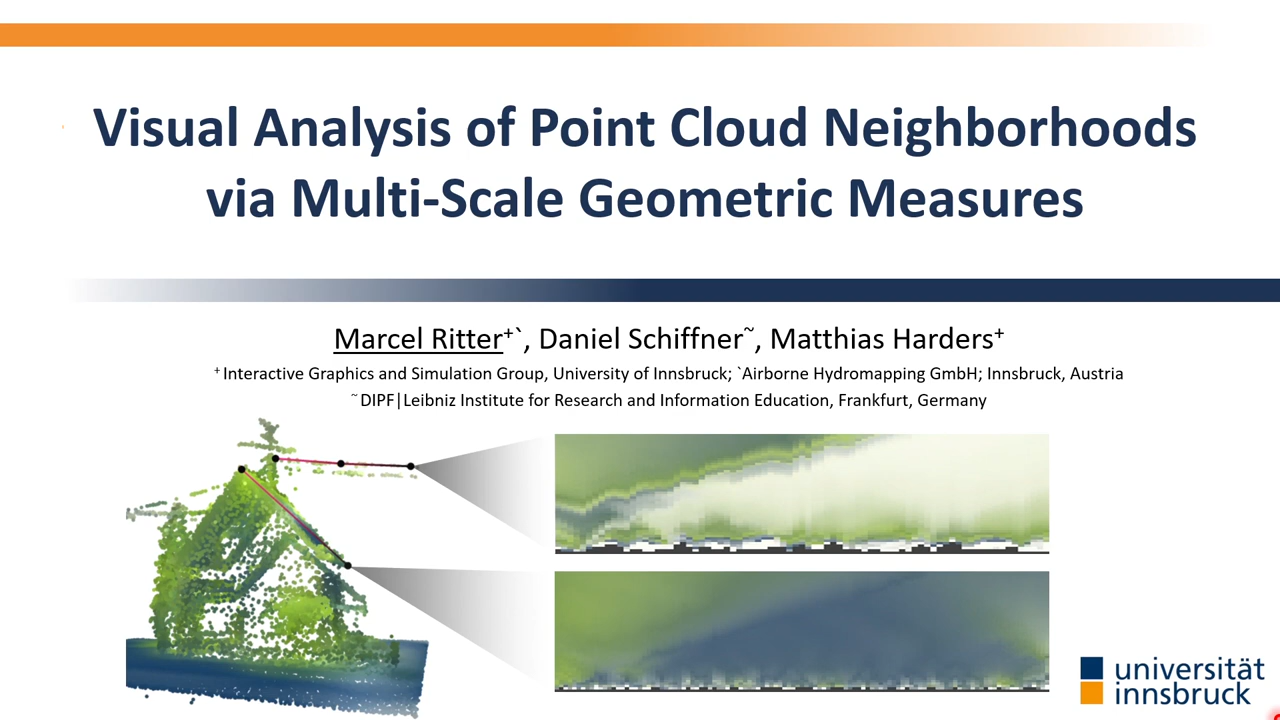 Visual Analysis of Point Cloud Neighborhoods
via Multi-Scale Geometric Measures
Marcel Ritter⁺`, Daniel Schiffner˜, Matthias Harders⁺
⁺ Interactive Graphics and Simulation Group, University of Innsbruck; `Airborne Hydromapping GmbH; Innsbruck, Austria
˜ DIPF|Leibniz Institute for Research and Information Education, Frankfurt, Germany
universität
innsbruck